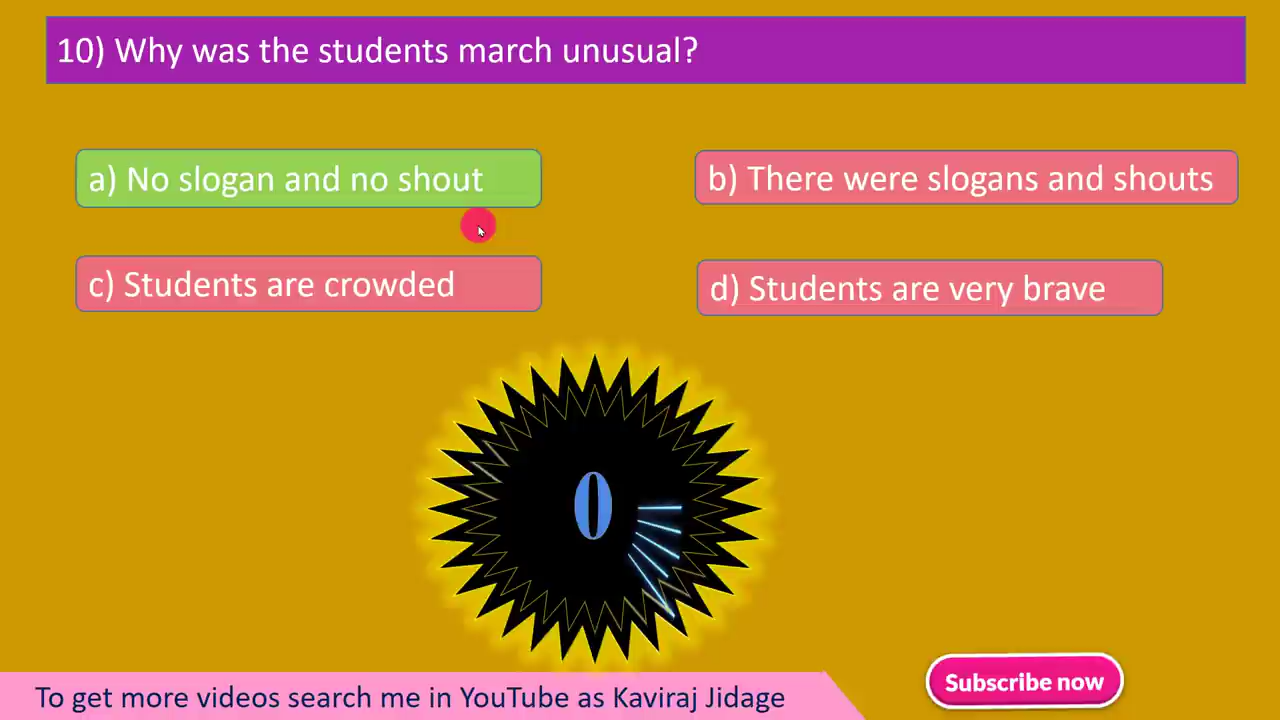 10) Why was the students march unusual?
a) No slogan and no shout
b) There were slogans and shouts
c) Students are crowded
d) Students are very brave
0
To get more videos search me in YouTube as Kaviraj Jidage
Subscribe now